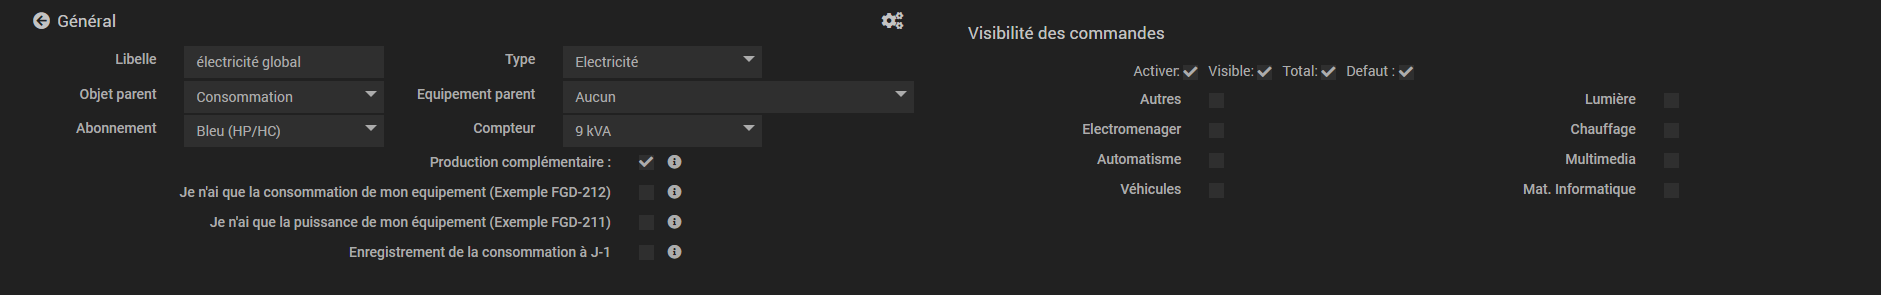 Général
Libelle électricité global Type Electricité
Objet parent Consommation Equipement parent Aucun
Abonnement Bleu (HP/HC) Compteur 9 kVA
Production complémentaire :
Je n'ai que la consommation de mon equipement (Exemple FGD-212)
Je n'ai que la puissance de mon équipement (Exemple FGD-211)
Enregistrement de la consommation à J-1
Visibilité des commandes
Activer: Visible: Total: Defaut :
Autres Lumière
Electromenager Chauffage
Automatisme Multimedia
Véhicules Mat. Informatique